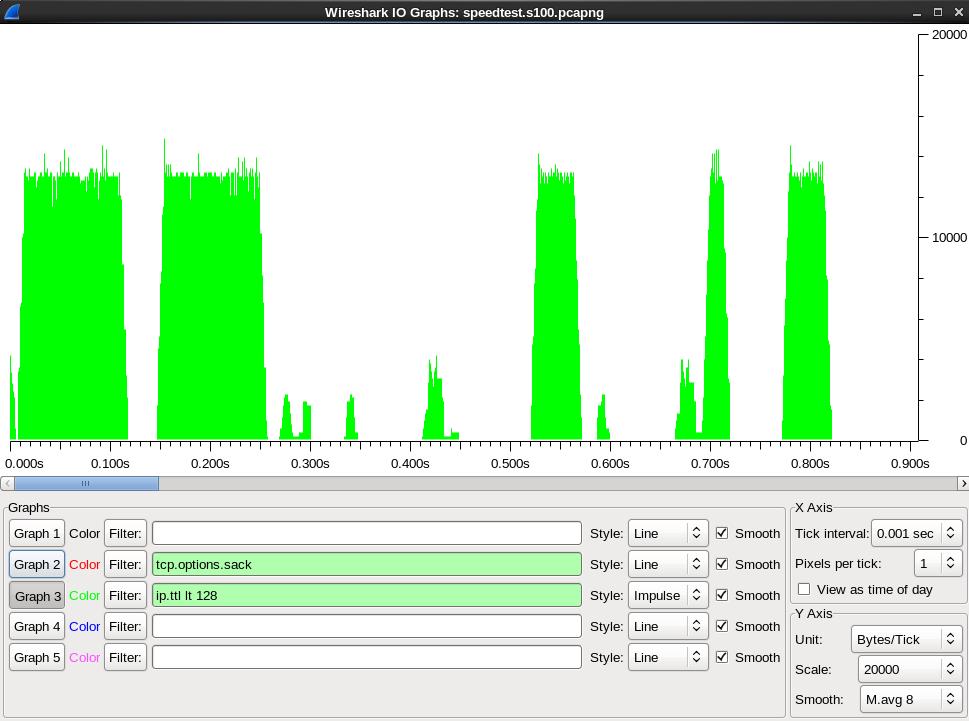 Wireshark IO Graphs: speedtest.s100.pcapng
20000
10000
0
0.000s 0.100s 0.200s 0.300s 0.400s 0.500s 0.600s 0.700s 0.800s 0.900s
Graphs
Graph 1 Color Filter: Style: Line Smooth
Graph 2 Color Filter: tcp.options.sack Style: Line Smooth
Graph 3 Color Filter: ip.ttl lt 128 Style: Impulse Smooth
Graph 4 Color Filter: Style: Line Smooth
Graph 5 Color Filter: Style: Line Smooth
X Axis
Tick interval: 0.001 sec
Pixels per tick: 1
View as time of day
Y Axis
Unit: Bytes/Tick
Scale: 20000
Smooth: M.avg 8